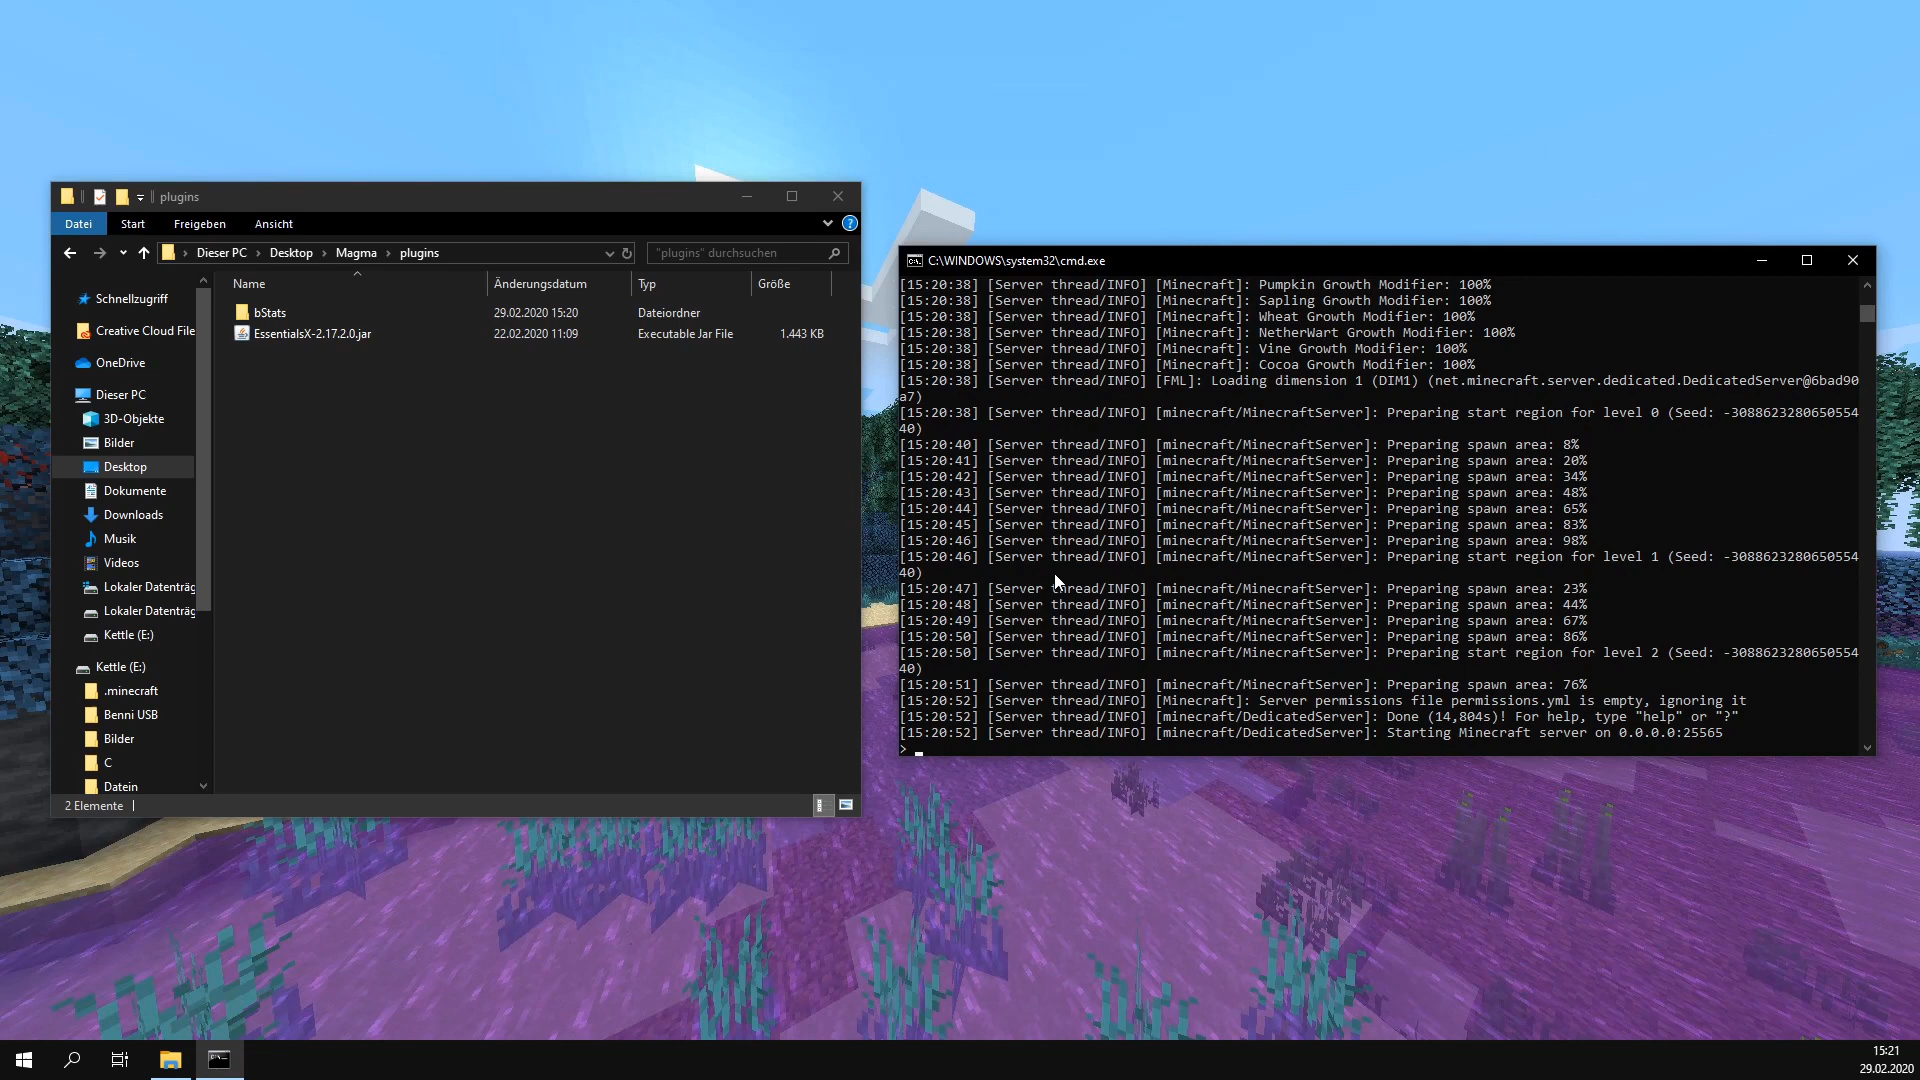 plugins
Datei Start Freigeben Ansicht
Dieser PC Desktop Magma plugins
"plugins" durchsuchen
Name Änderungsdatum Typ Größe
bStats 29.02.2020 15:20 Dateiordner
EssentialsX-2.17.2.0.jar 22.02.2020 11:09 Executable Jar File 1.443 KB
Schnellzugriff
Creative Cloud File
OneDrive
Dieser PC
3D-Objekte
Bilder
Desktop
Dokumente
Downloads
Musik
Videos
Lokaler Datenträg
Lokaler Datenträg
Kettle (E:)
Kettle (E:)
.minecraft
Benni USB
Bilder
C
Datein
2 Elemente
C:\WINDOWS\system32\cmd.exe
[15:20:38] [Server thread/INFO] [Minecraft]: Pumpkin Growth Modifier: 100%
[15:20:38] [Server thread/INFO] [Minecraft]: Sapling Growth Modifier: 100%
[15:20:38] [Server thread/INFO] [Minecraft]: Wheat Growth Modifier: 100%
[15:20:38] [Server thread/INFO] [Minecraft]: NetherWart Growth Modifier: 100%
[15:20:38] [Server thread/INFO] [Minecraft]: Vine Growth Modifier: 100%
[15:20:38] [Server thread/INFO] [Minecraft]: Cocoa Growth Modifier: 100%
[15:20:38] [Server thread/INFO] [FML]: Loading dimension 1 (DIM1) (net.minecraft.server.dedicated.DedicatedServer@6bad90
a7)
[15:20:38] [Server thread/INFO] [minecraft/MinecraftServer]: Preparing start region for level 0 (Seed: -3088623280650554
40)
[15:20:40] [Server thread/INFO] [minecraft/MinecraftServer]: Preparing spawn area: 8%
[15:20:41] [Server thread/INFO] [minecraft/MinecraftServer]: Preparing spawn area: 20%
[15:20:42] [Server thread/INFO] [minecraft/MinecraftServer]: Preparing spawn area: 34%
[15:20:43] [Server thread/INFO] [minecraft/MinecraftServer]: Preparing spawn area: 48%
[15:20:44] [Server thread/INFO] [minecraft/MinecraftServer]: Preparing spawn area: 65%
[15:20:45] [Server thread/INFO] [minecraft/MinecraftServer]: Preparing spawn area: 83%
[15:20:46] [Server thread/INFO] [minecraft/MinecraftServer]: Preparing spawn area: 98%
[15:20:46] [Server thread/INFO] [minecraft/MinecraftServer]: Preparing start region for level 1 (Seed: -3088623280650554
40)
[15:20:47] [Server thread/INFO] [minecraft/MinecraftServer]: Preparing spawn area: 23%
[15:20:48] [Server thread/INFO] [minecraft/MinecraftServer]: Preparing spawn area: 44%
[15:20:49] [Server thread/INFO] [minecraft/MinecraftServer]: Preparing spawn area: 67%
[15:20:50] [Server thread/INFO] [minecraft/MinecraftServer]: Preparing spawn area: 86%
[15:20:50] [Server thread/INFO] [minecraft/MinecraftServer]: Preparing start region for level 2 (Seed: -3088623280650554
40)
[15:20:51] [Server thread/INFO] [minecraft/MinecraftServer]: Preparing spawn area: 76%
[15:20:52] [Server thread/INFO] [Minecraft]: Server permissions file permissions.yml is empty, ignoring it
[15:20:52] [Server thread/INFO] [minecraft/DedicatedServer]: Done (14,804s)! For help, type "help" or "?"
[15:20:52] [Server thread/INFO] [minecraft/DedicatedServer]: Starting Minecraft server on 0.0.0.0:25565
>
15:21
29.02.2020